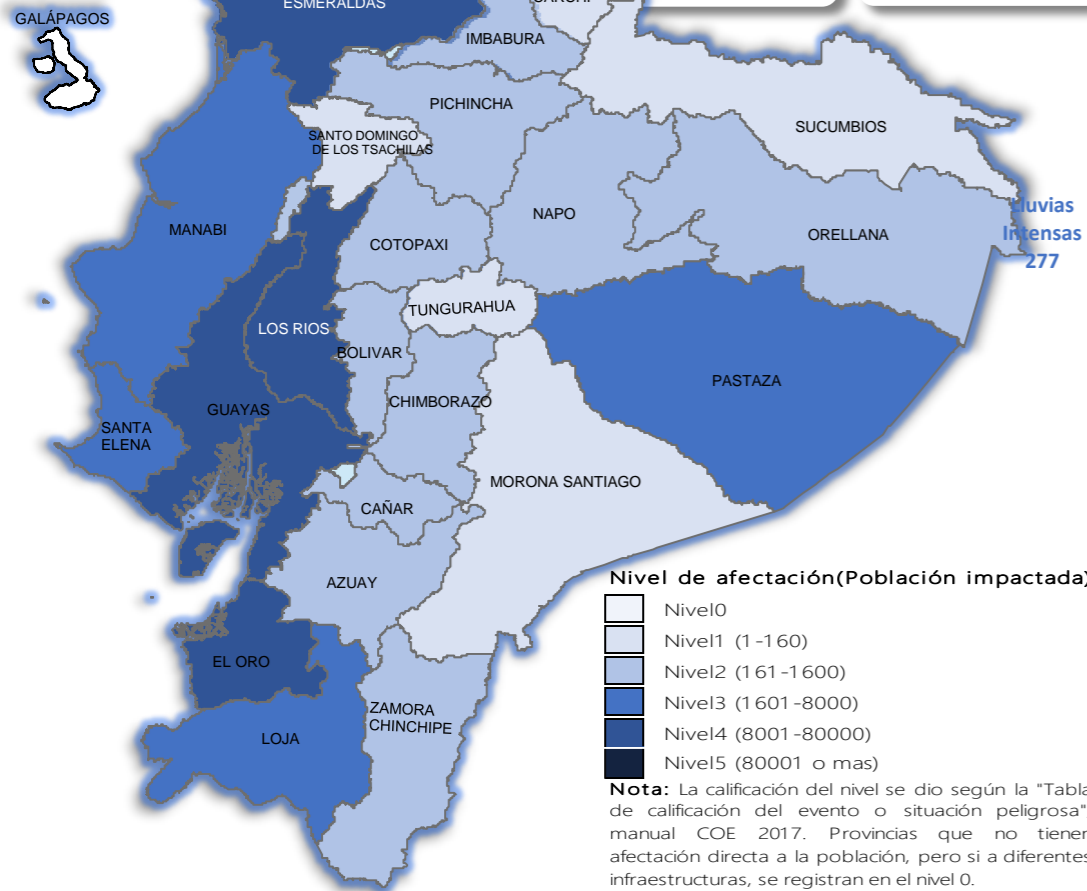 ESMERALDAS
GALÁPAGOS
IMBABURA
PICHINCHA
SUCUMBIOS
SANTO DOMINGO
DE LOS TSACHILAS
NAPO
MANABI
COTOPAXI
ORELLANA
Lluvias
Intensas
277
TUNGURAHUA
LOS RIOS
BOLIVAR
PASTAZA
CHIMBORAZO
GUAYAS
SANTA
ELENA
MORONA SANTIAGO
CAÑAR
AZUAY
EL ORO
ZAMORA
CHINCHIPE
LOJA
Nivel de afectación(Población impactada)
Nivel0
Nivel1 (1-160)
Nivel2 (161-1600)
Nivel3 (1601-8000)
Nivel4 (8001-80000)
Nivel5 (80001 o mas)
Nota: La calificación del nivel se dio según la "Tabla
de calificación del evento o situación peligrosa"
manual COE 2017. Provincias que no tienen
afectación directa a la población, pero si a diferentes
infraestructuras, se registran en el nivel 0.